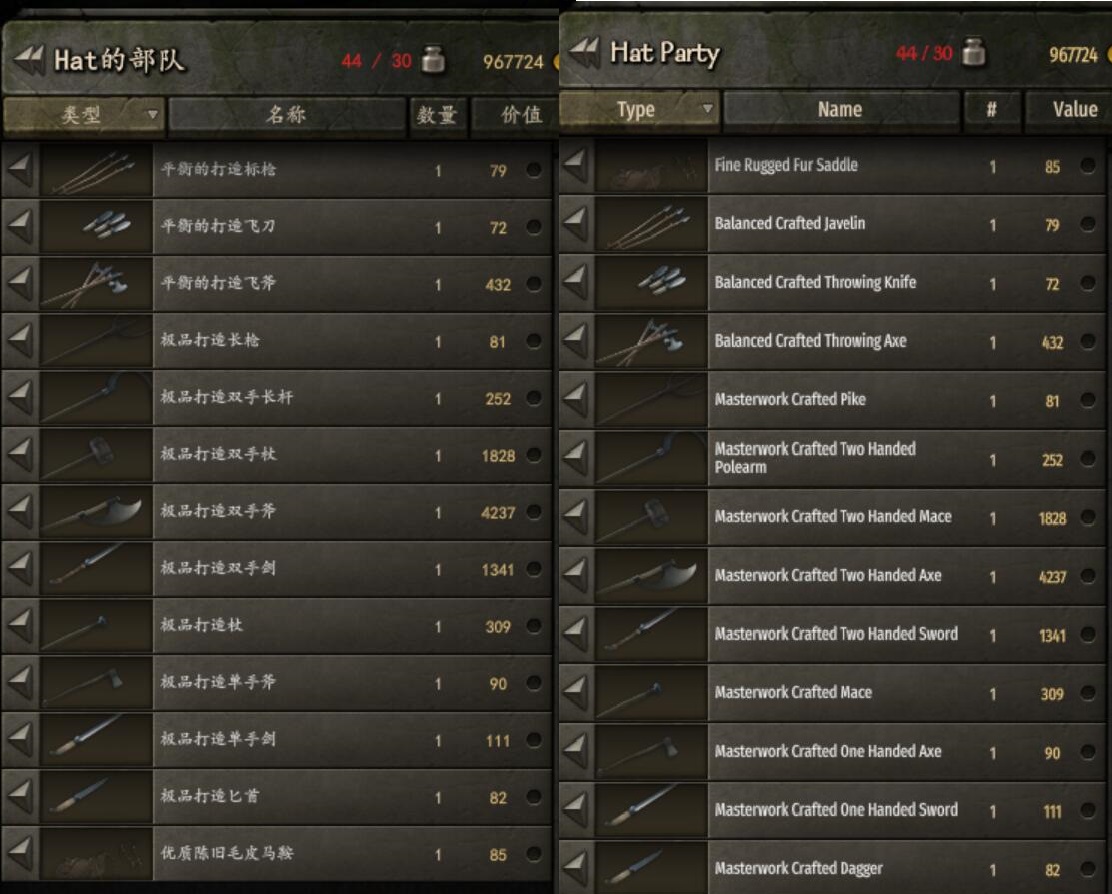 Hat的部队 44 / 30 967724
类型 名称 数量 价值
平衡的打造标枪 1 79
平衡的打造飞刀 1 72
平衡的打造飞斧 1 432
极品打造长枪 1 81
极品打造双手长杆 1 252
极品打造双手杖 1 1828
极品打造双手斧 1 4237
极品打造双手剑 1 1341
极品打造杖 1 309
极品打造单手斧 1 90
极品打造单手剑 1 111
极品打造匕首 1 82
优质陈旧毛皮马鞍 1 85
Hat Party 44 / 30 967724
Type Name # Value
Fine Rugged Fur Saddle 1 85
Balanced Crafted Javelin 1 79
Balanced Crafted Throwing Knife 1 72
Balanced Crafted Throwing Axe 1 432
Masterwork Crafted Pike 1 81
Masterwork Crafted Two Handed
Polearm 1 252
Masterwork Crafted Two Handed Mace 1 1828
Masterwork Crafted Two Handed Axe 1 4237
Masterwork Crafted Two Handed Sword 1 1341
Masterwork Crafted Mace 1 309
Masterwork Crafted One Handed Axe 1 90
Masterwork Crafted One Handed Sword 1 111
Masterwork Crafted Dagger 1 82